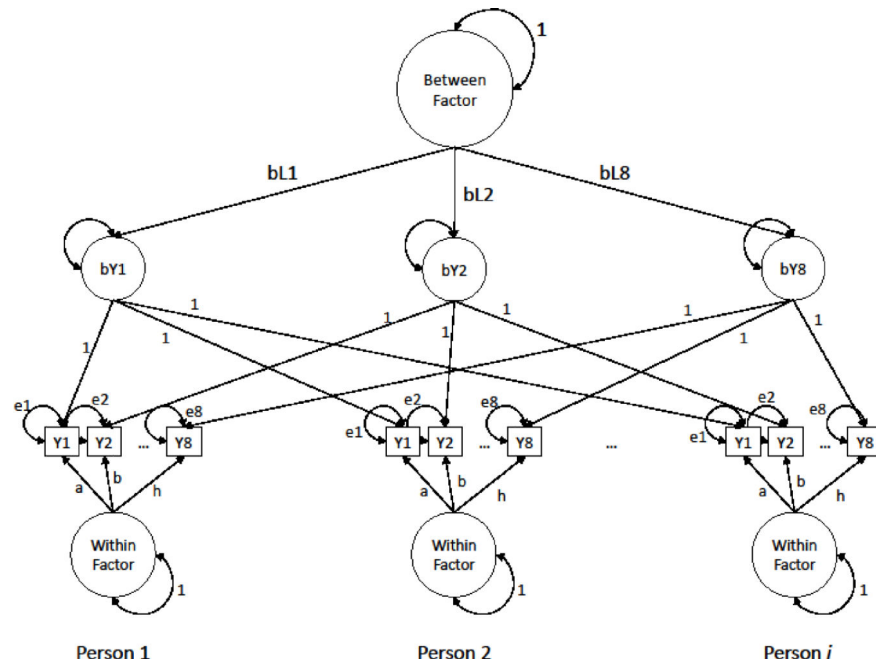 1
Between
Factor
bL1
bL2
bL8
bY1
bY2
bY8
1 1 1
1 1 1
1 1 1
e1 e2 e8
Y1 Y2 ... Y8
e1 e2 e8
Y1 Y2 ... Y8
...
e1 e2 e8
Y1 Y2 ... Y8
a b h
a b h
a b h
Within
Factor
1
Within
Factor
1
Within
Factor
1
Person 1
Person 2
Person i